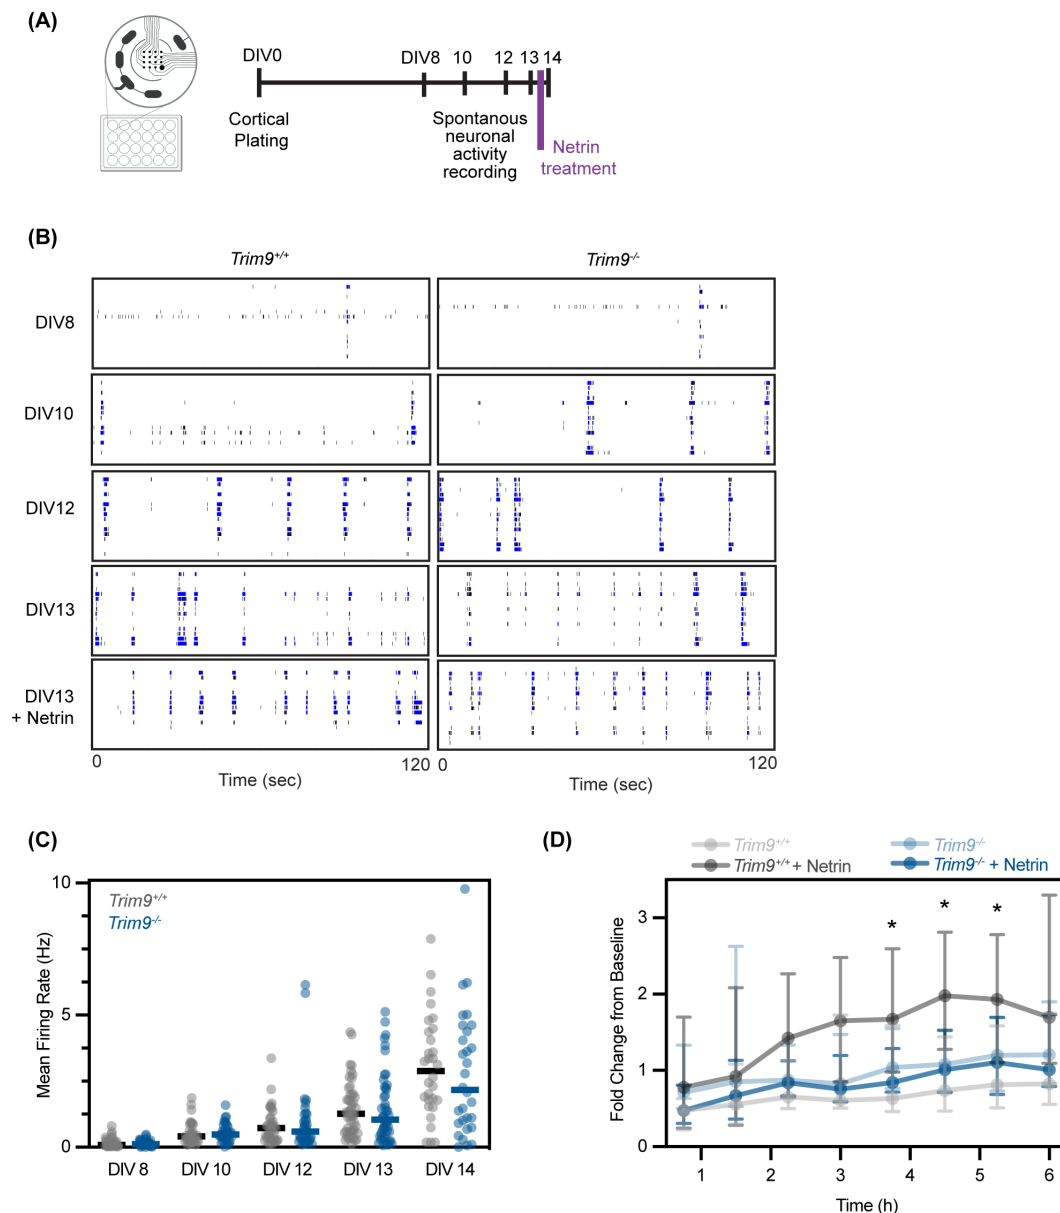 (A)
DIV0
DIV8 10 12 13 14
Cortical
Plating
Spontanous
neuronal
activity
recording
Netrin
treatment
(B)
Trim9+/+
Trim9-/-
DIV8
DIV10
DIV12
DIV13
DIV13
+ Netrin
0 120 0 120
Time (sec)
Time (sec)
(C)
Trim9+/+
Trim9-/-
10
5
0
Mean Firing Rate (Hz)
DIV 8 DIV 10 DIV 12 DIV 13 DIV 14
(D)
Trim9+/+
Trim9-/-
Trim9+/+ + Netrin
Trim9-/- + Netrin
3
2
1
0
Fold Change from Baseline
* * *
1 2 3 4 5 6
Time (h)